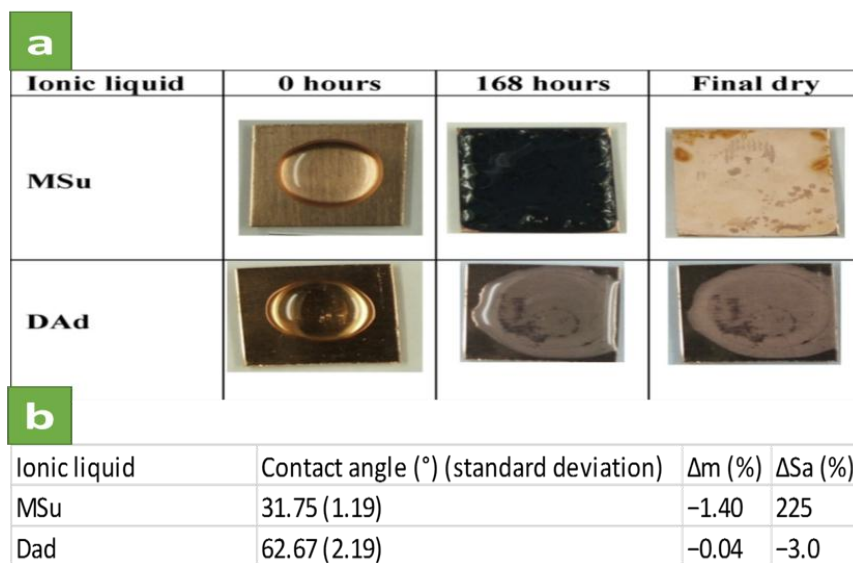 a
Ionic liquid 0 hours 168 hours Final dry
MSu
DAd
b
Ionic liquid Contact angle (°) (standard deviation) Δm (%) ΔSa (%)
MSu 31.75 (1.19) −1.40 225
Dad 62.67 (2.19) −0.04 −3.0